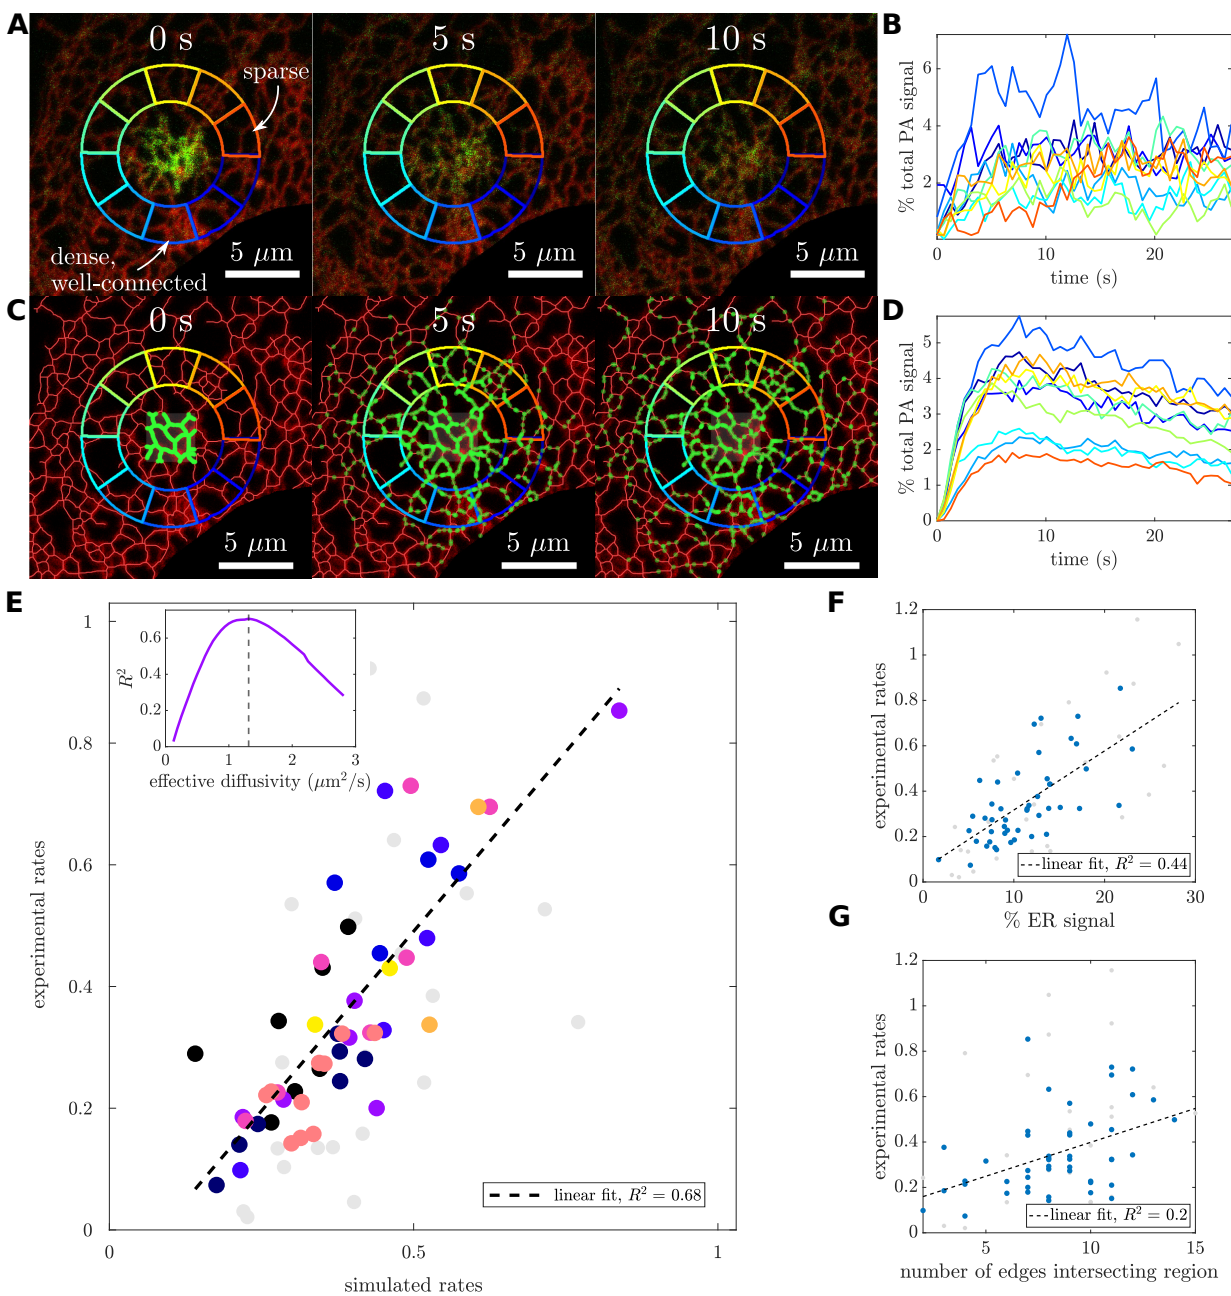 A
0 s
5 s
10 s
sparse
dense,
well-connected
5 μm
5 μm
5 μm
B
% total PA signal
6
4
2
0
10
20
time (s)
C
0 s
5 s
10 s
5 μm
5 μm
5 μm
D
% total PA signal
5
4
3
2
1
0
0
10
20
time (s)
E
1
0.8
0.6
0.4
0.2
0
0
0.5
1
experimental rates
simulated rates
linear fit, R² = 0.68
R²
0.6
0.4
0.2
0
0
1
2
3
effective diffusivity (μm²/s)
F
experimental rates
1.2
1
0.8
0.6
0.4
0.2
0
0
10
20
30
% ER signal
linear fit, R² = 0.44
G
experimental rates
1.2
1
0.8
0.6
0.4
0.2
0
5
10
15
number of edges intersecting region
linear fit, R² = 0.2